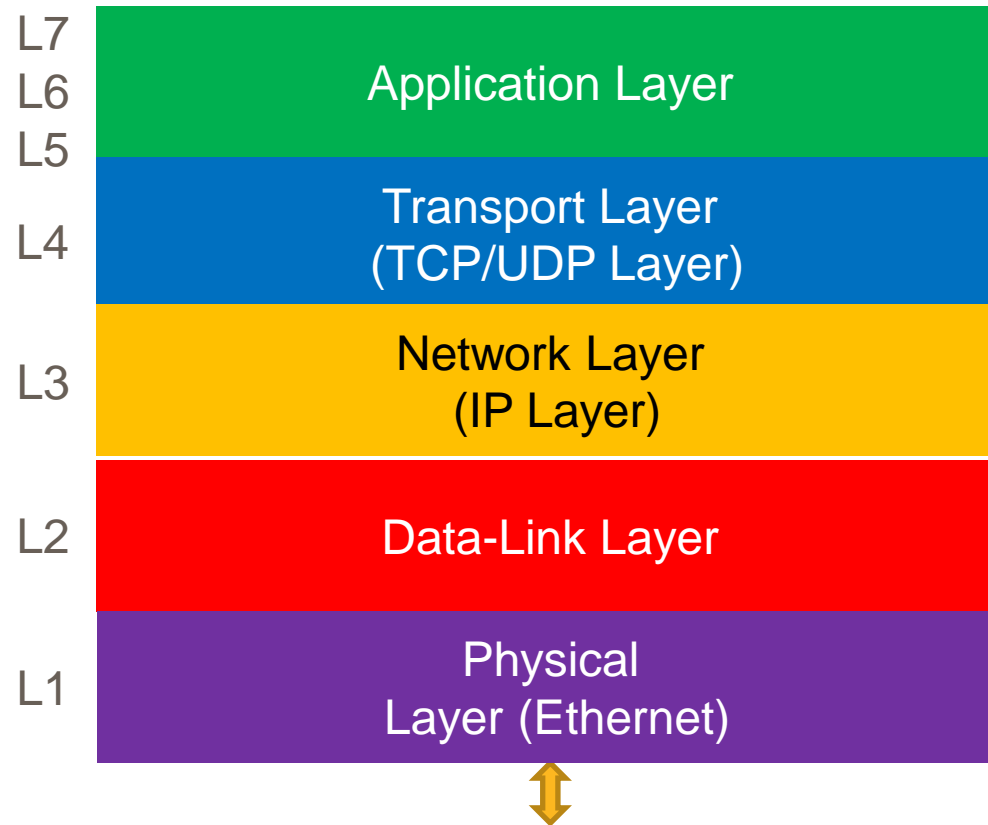 L7
L6
L5
Application Layer
L4
Transport Layer
(TCP/UDP Layer)
L3
Network Layer
(IP Layer)
L2
Data-Link Layer
L1
Physical
Layer (Ethernet)